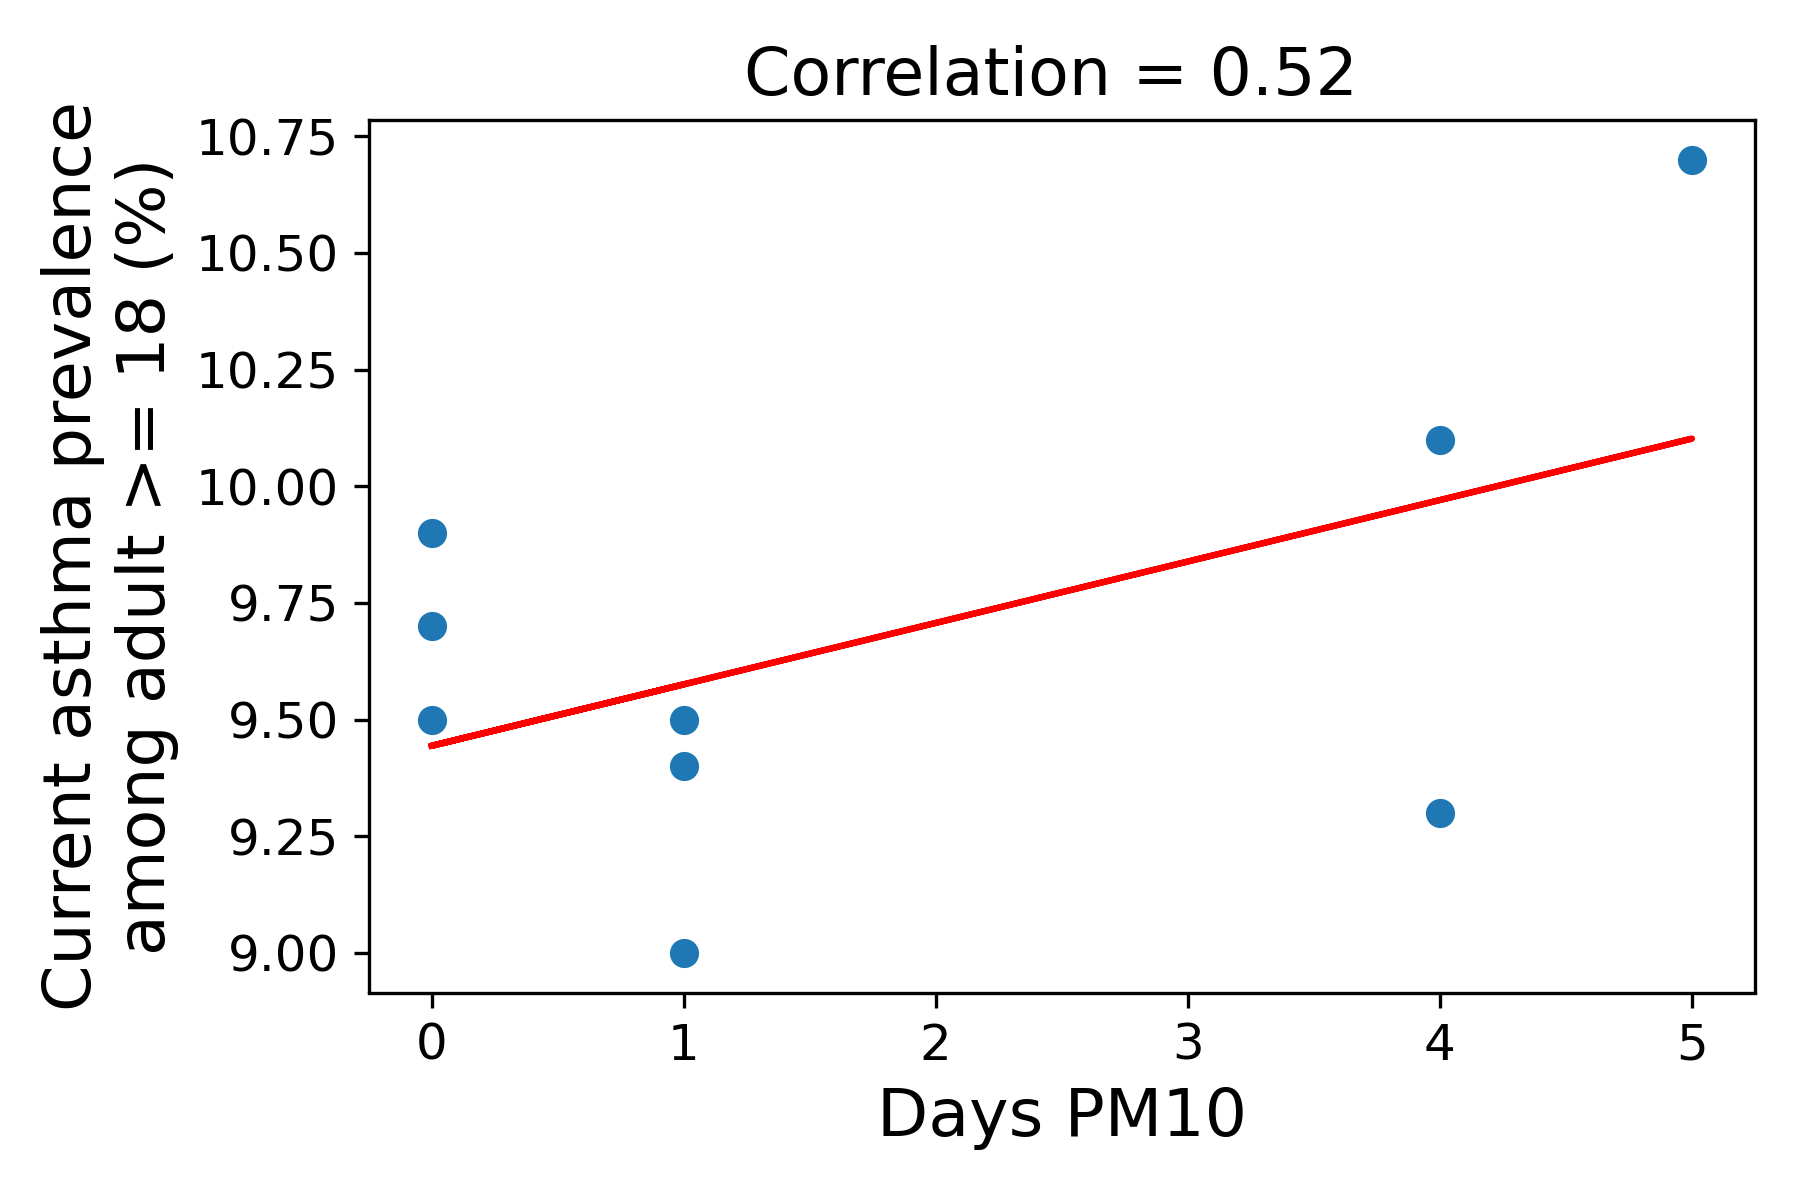 Correlation = 0.52
Current asthma prevalence
among adult >= 18 (%)
10.75
10.50
10.25
10.00
9.75
9.50
9.25
9.00
0 1 2 3 4 5
Days PM10